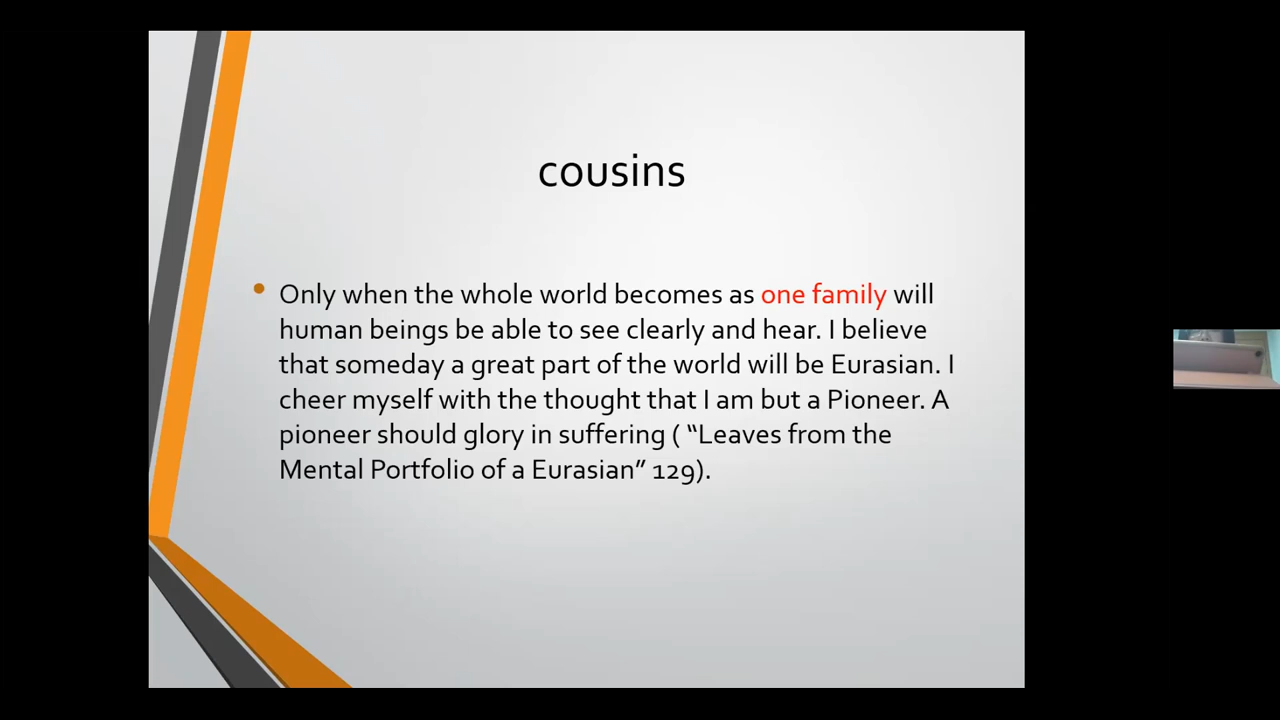 cousins
• Only when the whole world becomes as one family will
human beings be able to see clearly and hear. I believe
that someday a great part of the world will be Eurasian. I
cheer myself with the thought that I am but a Pioneer. A
pioneer should glory in suffering ( “Leaves from the
Mental Portfolio of a Eurasian” 129).